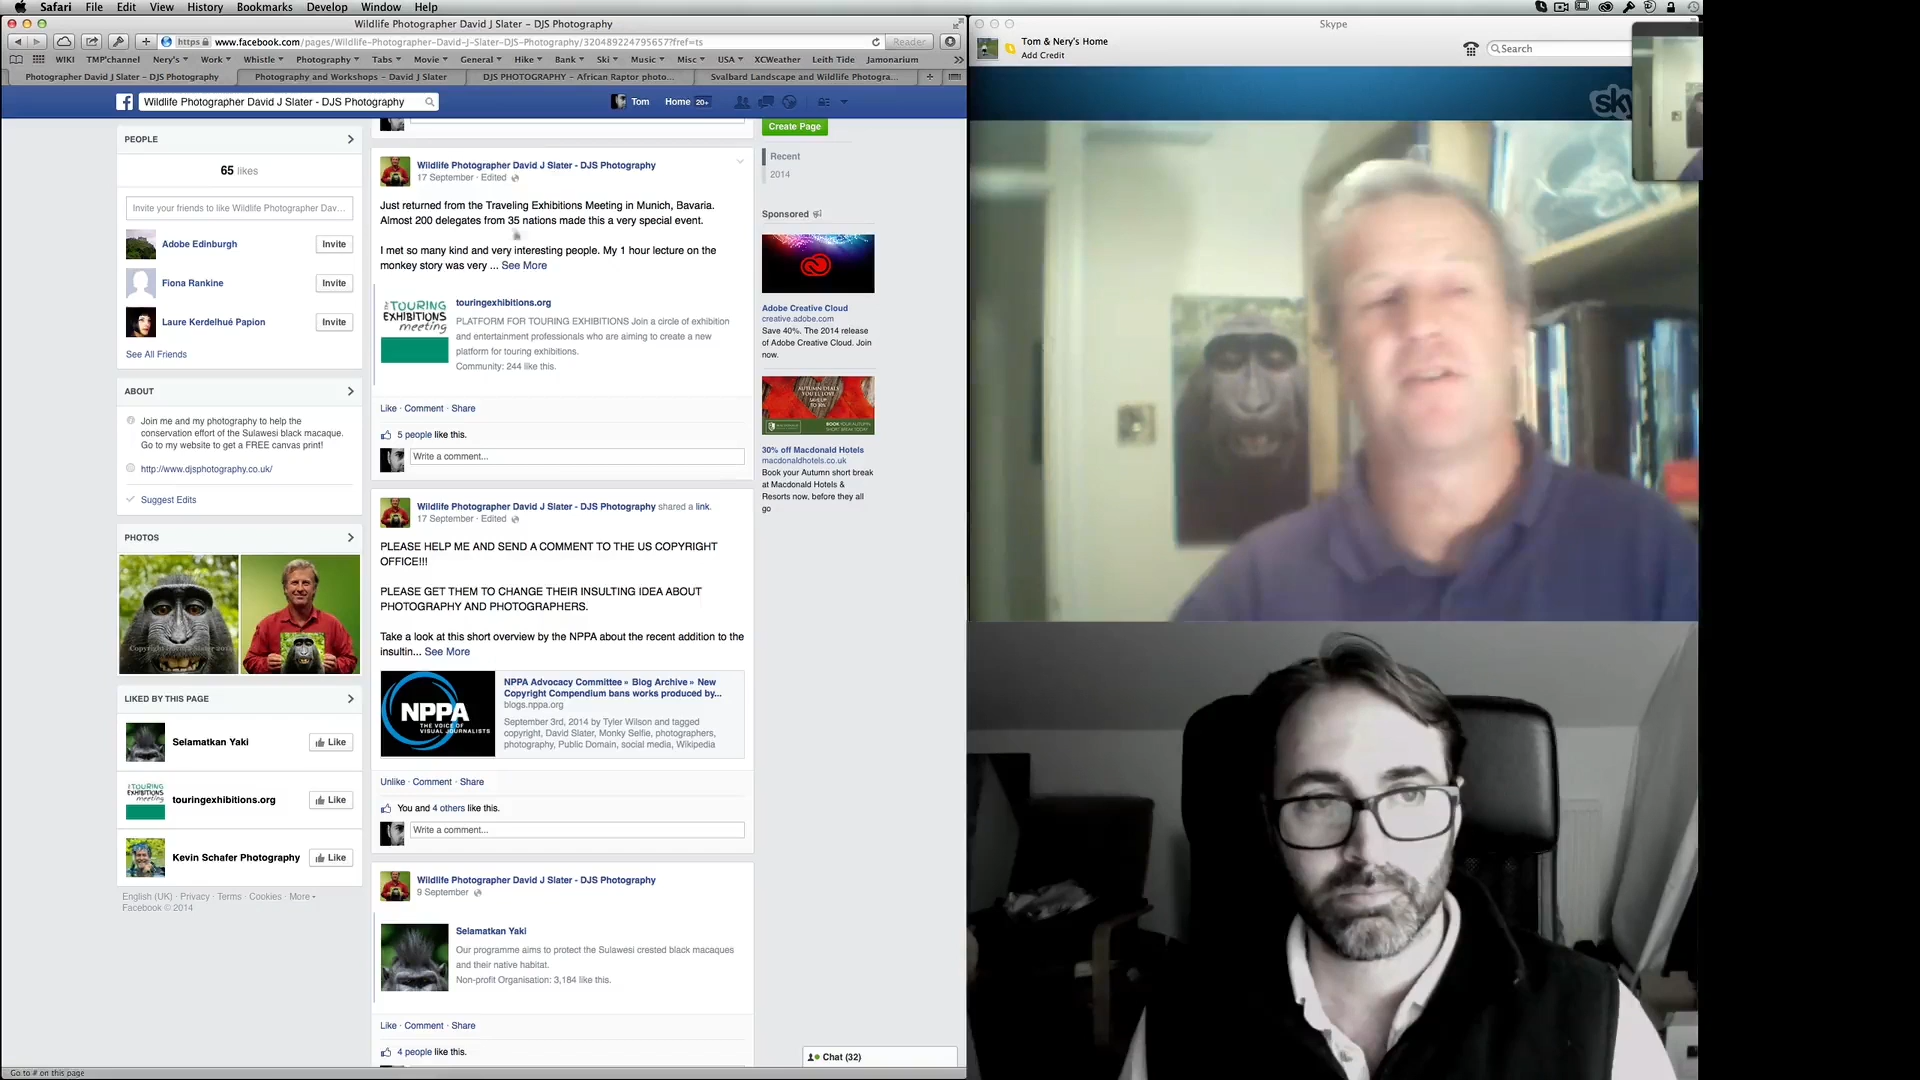 Safari File Edit View History Bookmarks Develop Window Help
Wildlife Photographer David J Slater – DJS Photography
https www.facebook.com/pages/Wildlife-Photographer-David-J-Slater-DJS-Photography/320489224795657?fref=ts
Reader
WIKI TMP'channel Nery's Work Whistle Photography Tabs Movie General Hike Bank Ski Music Misc USA XCWeather Leith Tide Jamonarium
Photographer David J Slater – DJS Photography
Photography and Workshops – David J Slater
DJS PHOTOGRAPHY – African Raptor photo...
Svalbard Landscape and Wildlife Photogra...
Wildlife Photographer David J Slater - DJS Photography
Tom Home 20+
PEOPLE
65 likes
Invite your friends to like Wildlife Photographer Dav...
Adobe Edinburgh Invite
Fiona Rankine Invite
Laure Kerdelhué Papion Invite
See All Friends
ABOUT
Join me and my photography to help the
conservation effort of the Sulawesi black macaque.
Go to my website to get a FREE canvas print!
http://www.djsphotography.co.uk/
Suggest Edits
PHOTOS
LIKED BY THIS PAGE
Selamatkan Yaki Like
touringexhibitions.org Like
Kevin Schafer Photography Like
English (UK) · Privacy · Terms · Cookies · More
Facebook © 2014
Wildlife Photographer David J Slater - DJS Photography
17 September · Edited
Just returned from the Traveling Exhibitions Meeting in Munich, Bavaria.
Almost 200 delegates from 35 nations made this a very special event.
I met so many kind and very interesting people. My 1 hour lecture on the
monkey story was very ... See More
TOURING
EXHIBITIONS
meeting
touringexhibitions.org
PLATFORM FOR TOURING EXHIBITIONS Join a circle of exhibition
and entertainment professionals who are aiming to create a new
platform for touring exhibitions.
Community: 244 like this.
Like · Comment · Share
5 people like this.
Write a comment...
Wildlife Photographer David J Slater - DJS Photography shared a link.
17 September · Edited
PLEASE HELP ME AND SEND A COMMENT TO THE US COPYRIGHT
OFFICE!!!
PLEASE GET THEM TO CHANGE THEIR INSULTING IDEA ABOUT
PHOTOGRAPHY AND PHOTOGRAPHERS.
Take a look at this short overview by the NPPA about the recent addition to the
insultin... See More
NPPA
THE VOICE OF
VISUAL JOURNALISTS
NPPA Advocacy Committee » Blog Archive » New
Copyright Compendium bans works produced by...
blogs.nppa.org
September 3rd, 2014 by Tyler Wilson and tagged
copyright, David Slater, Monky Selfie, photographers,
photography, Public Domain, social media, Wikipedia
Unlike · Comment · Share
You and 4 others like this.
Write a comment...
Wildlife Photographer David J Slater - DJS Photography
9 September
Selamatkan Yaki
Our programme aims to protect the Sulawesi crested black macaques
and their native habitat.
Non-profit Organisation: 3,184 like this.
Like · Comment · Share
4 people like this.
Create Page
Recent
2014
Sponsored
Adobe Creative Cloud
creative.adobe.com
Save 40%. The 2014 release
of Adobe Creative Cloud. Join
now.
30% off Macdonald Hotels
macdonaldhotels.co.uk
Book your Autumn short break
at Macdonald Hotels &
Resorts now, before they all
go
Chat (32)
Go to # on this page
Skype
Tom & Nery's Home
Add Credit
Search
sky